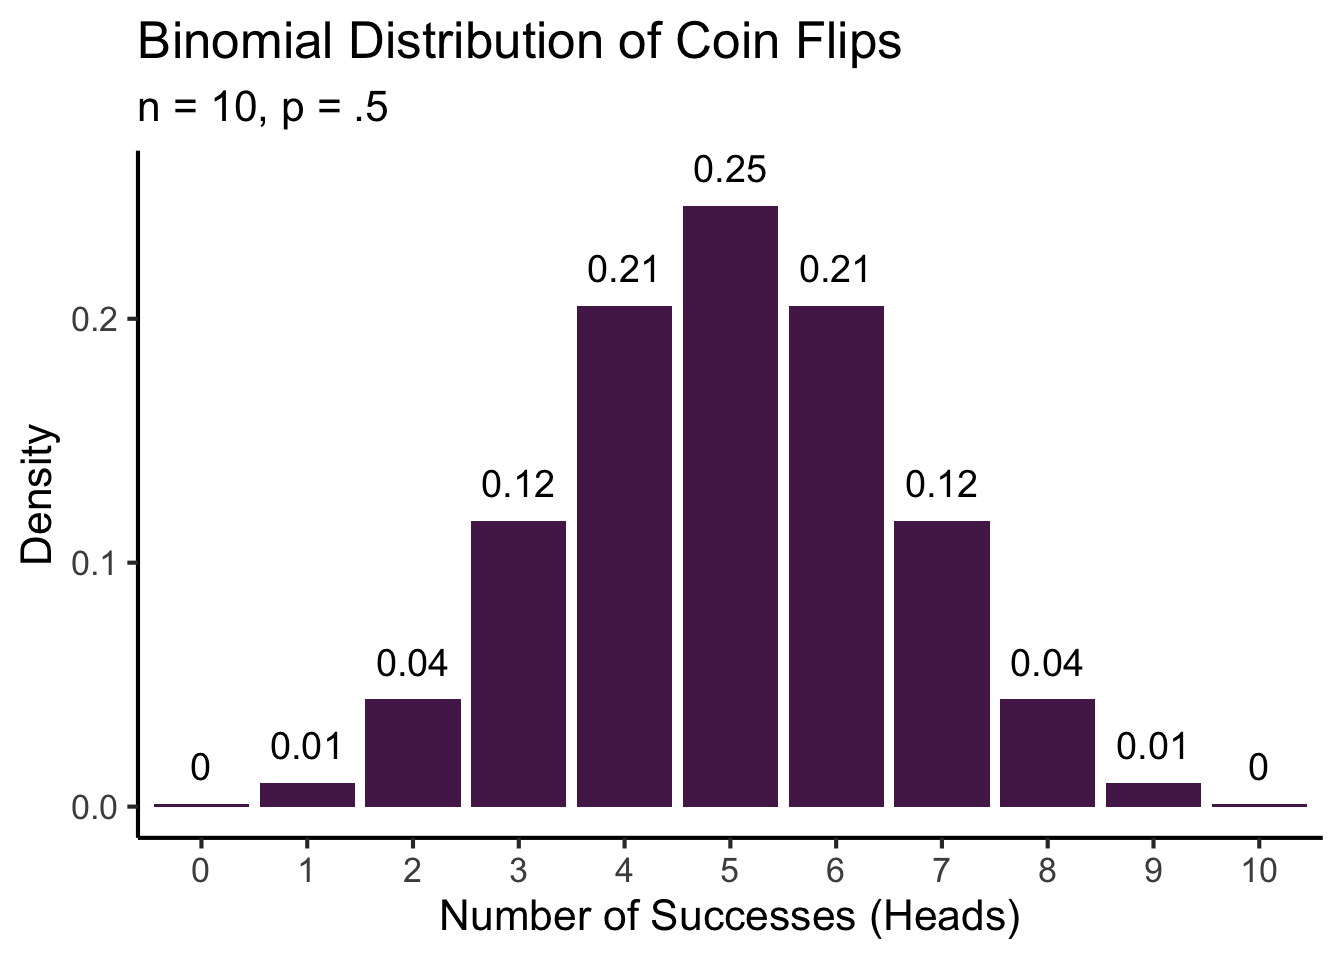 Binomial Distribution of Coin Flips
n = 10, p = .5
0.25
0.21
0.21
0.12
0.12
0.04
0.04
0.01
0.01
0
0
0.2
0.1
0.0
Density
0 1 2 3 4 5 6 7 8 9 10
Number of Successes (Heads)